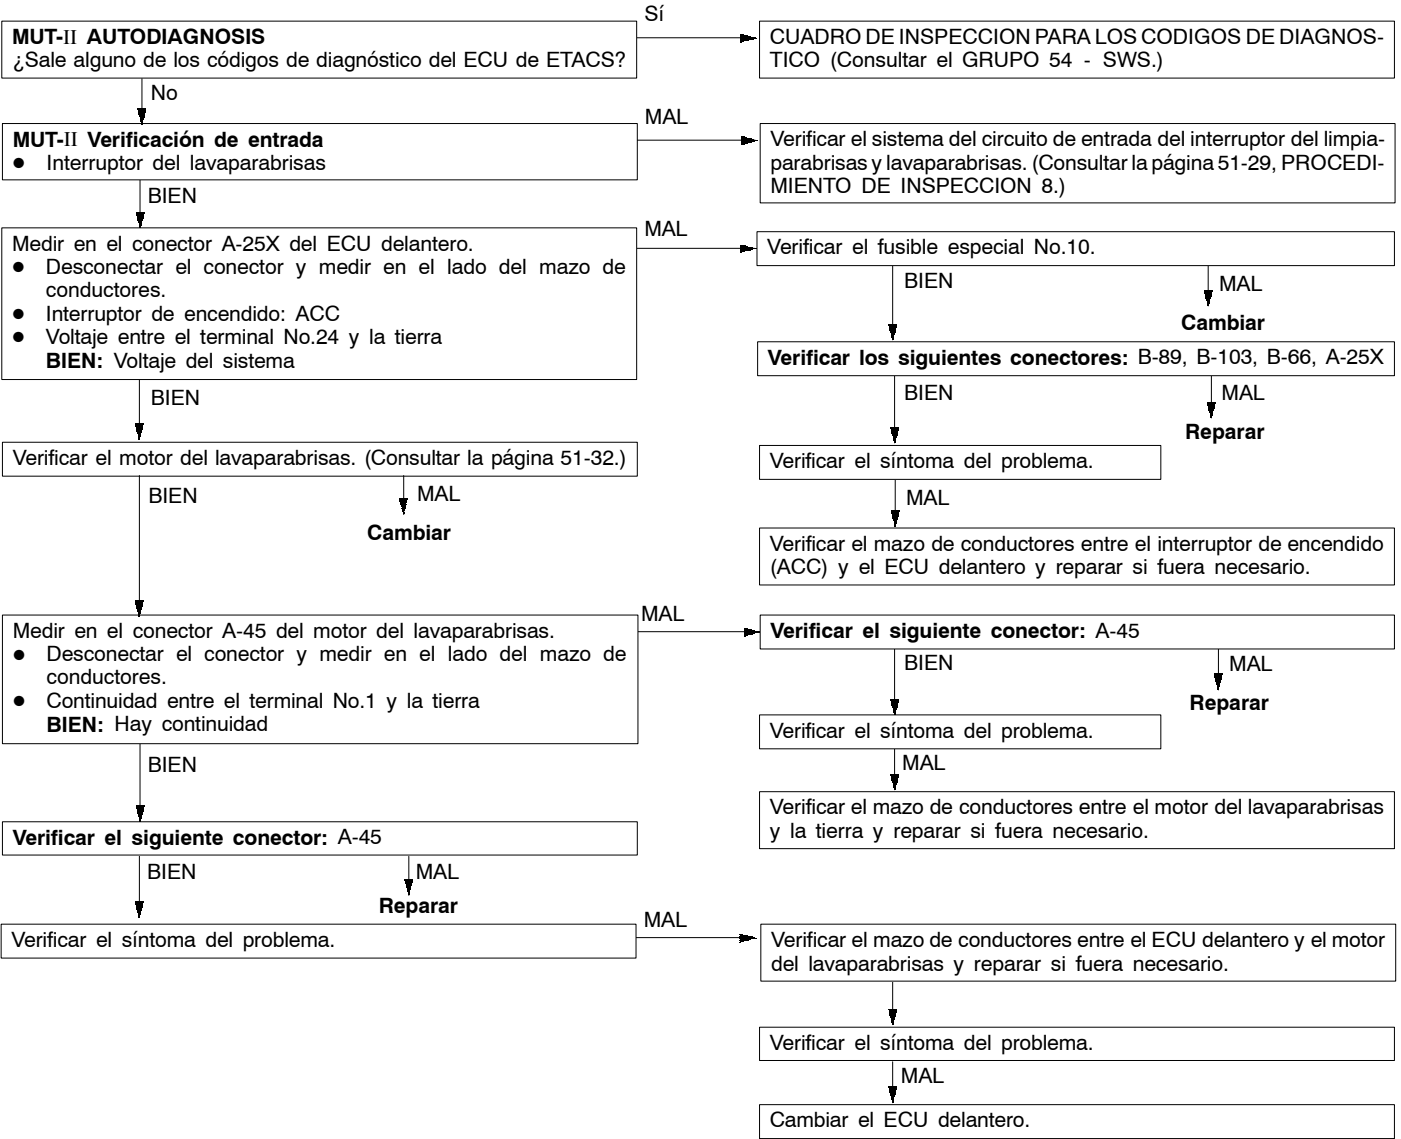 Sí
MUT-II AUTODIAGNOSIS
¿Sale alguno de los códigos de diagnóstico del ECU de ETACS?
CUADRO DE INSPECCION PARA LOS CODIGOS DE DIAGNOS-
TICO (Consultar el GRUPO 54 - SWS.)
No
MUT-II Verificación de entrada
● Interruptor del lavaparabrisas
MAL
Verificar el sistema del circuito de entrada del interruptor del limpia-
parabrisas y lavaparabrisas. (Consultar la página 51-29, PROCEDI-
MIENTO DE INSPECCION 8.)
BIEN
Medir en el conector A-25X del ECU delantero.
● Desconectar el conector y medir en el lado del mazo de
conductores.
● Interruptor de encendido: ACC
● Voltaje entre el terminal No.24 y la tierra
BIEN: Voltaje del sistema
MAL
Verificar el fusible especial No.10.
BIEN
MAL
Cambiar
Verificar los siguientes conectores: B-89, B-103, B-66, A-25X
BIEN
MAL
Reparar
Verificar el síntoma del problema.
MAL
Verificar el mazo de conductores entre el interruptor de encendido
(ACC) y el ECU delantero y reparar si fuera necesario.
BIEN
Verificar el motor del lavaparabrisas. (Consultar la página 51-32.)
BIEN
MAL
Cambiar
Medir en el conector A-45 del motor del lavaparabrisas.
● Desconectar el conector y medir en el lado del mazo de
conductores.
● Continuidad entre el terminal No.1 y la tierra
BIEN: Hay continuidad
MAL
Verificar el siguiente conector: A-45
BIEN
MAL
Reparar
Verificar el síntoma del problema.
MAL
Verificar el mazo de conductores entre el motor del lavaparabrisas
y la tierra y reparar si fuera necesario.
BIEN
Verificar el siguiente conector: A-45
BIEN
MAL
Reparar
Verificar el síntoma del problema.
MAL
Verificar el mazo de conductores entre el ECU delantero y el motor
del lavaparabrisas y reparar si fuera necesario.
Verificar el síntoma del problema.
MAL
Cambiar el ECU delantero.